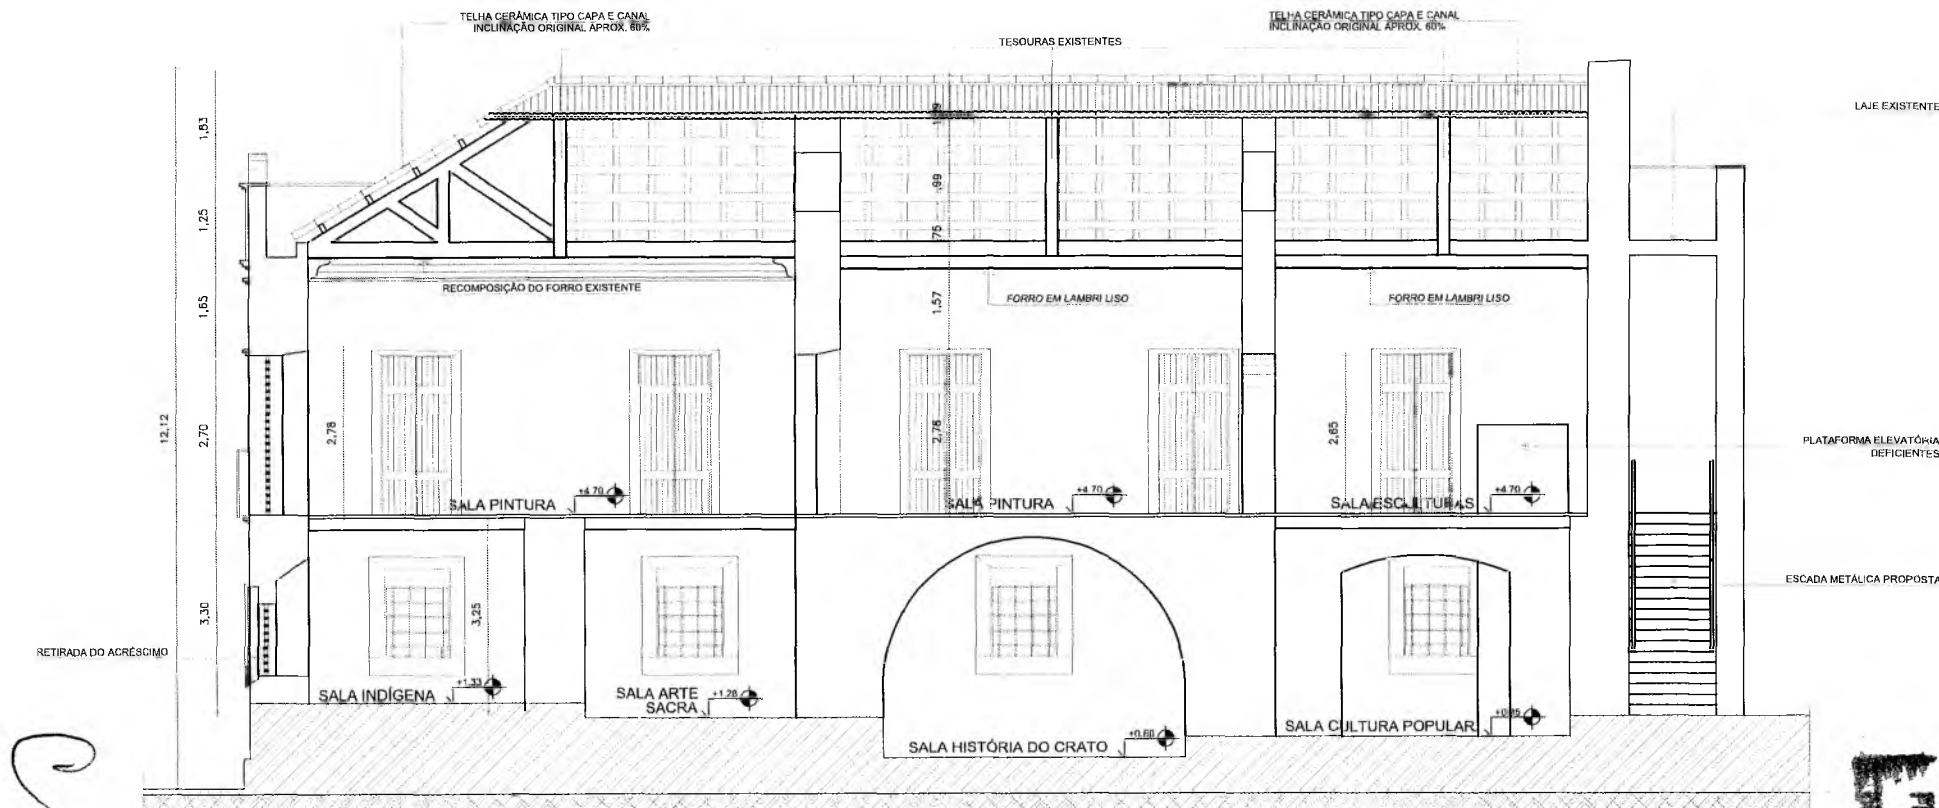 TELHA CERÂMICA TIPO CAPA E CANAL
INCLINAÇÃO ORIGINAL APROX. 60%
TELHA CERÂMICA TIPO CAPA E CANAL
INCLINAÇÃO ORIGINAL APROX. 60%
TESOURAS EXISTENTES
LAJE EXISTENTE
1,83
1,25
1,65
2,70
3,30
12,12
,99
,75
1,57
2,78
RECOMPOSIÇÃO DO FORRO EXISTENTE
FORRO EM LAMBRI LISO
FORRO EM LAMBRI LISO
2,78
2,65
PLATAFORMA ELEVATÓRIA
DEFICIENTES
SALA PINTURA
+4.70
SALA PINTURA
+4.70
SALA ESCULTURAS
+4.70
ESCADA METÁLICA PROPOSTA
3,25
RETIRADA DO ACRÉSCIMO
SALA INDÍGENA
+1.33
SALA ARTE
SACRA
+1.28
SALA HISTÓRIA DO CRATO
+0.60
SALA CULTURA POPULAR